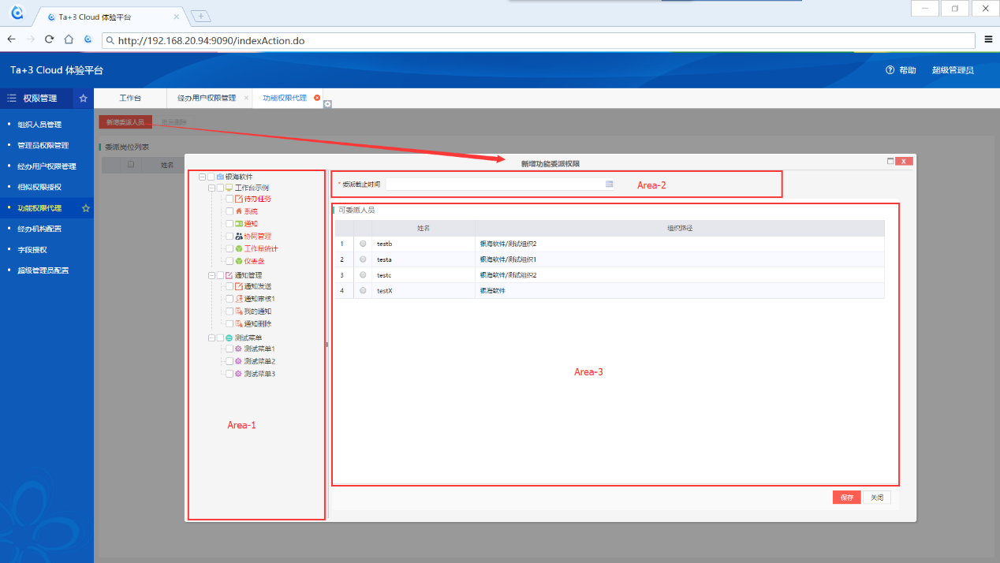 Ta+3 Cloud 体验平台
http://192.168.20.94:9090/indexAction.do
Ta+3 Cloud 体验平台
帮助
超级管理员
权限管理
工作台
经办用户权限管理
功能权限代理
组织人员管理
管理员权限管理
经办用户权限管理
相似权限授权
功能权限代理
经办机构配置
字段授权
超级管理员配置
新增委派人员
批量删除
委派岗位列表
姓名
新增功能委派权限
X
银海软件
工作台示例
待办任务
系统
通知
协同管理
工作量统计
仪表盘
通知管理
通知发送
通知审核1
我的通知
通知删除
测试菜单
测试菜单1
测试菜单2
测试菜单3
Area-1
* 委派截止时间
Area-2
可委派人员
姓名 组织路径
1 testb 银海软件/测试组织2
2 testa 银海软件/测试组织1
3 testc 银海软件/测试组织2
4 testX 银海软件
Area-3
保存
关闭